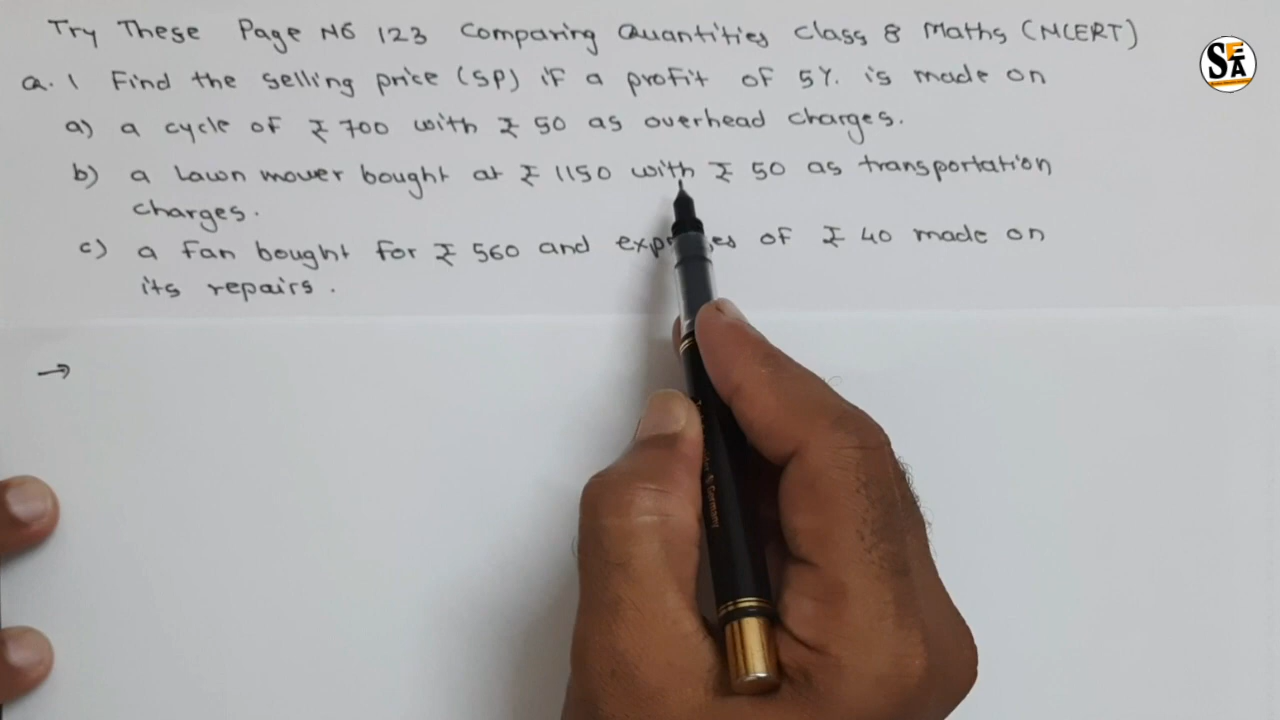 Try These Page NO 123 Comparing Quantities class 8 Maths (NCERT)
Q. 1 Find the selling price (SP) if a profit of 5%. is made on
a) a cycle of ₹ 700 with ₹ 50 as overhead charges.
b) a lawn mower bought at ₹ 1150 with ₹ 50 as transportation
charges.
c) a fan bought for ₹ 560 and of ₹ 40 made on
its repairs.
→
SFA
Germany